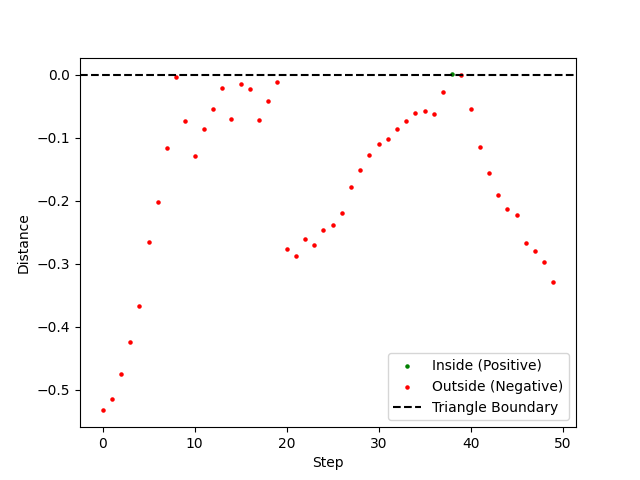 0.0
−0.1
−0.2
−0.3
−0.4
−0.5
Distance
0 10 20 30 40 50
Step
Inside (Positive)
Outside (Negative)
Triangle Boundary